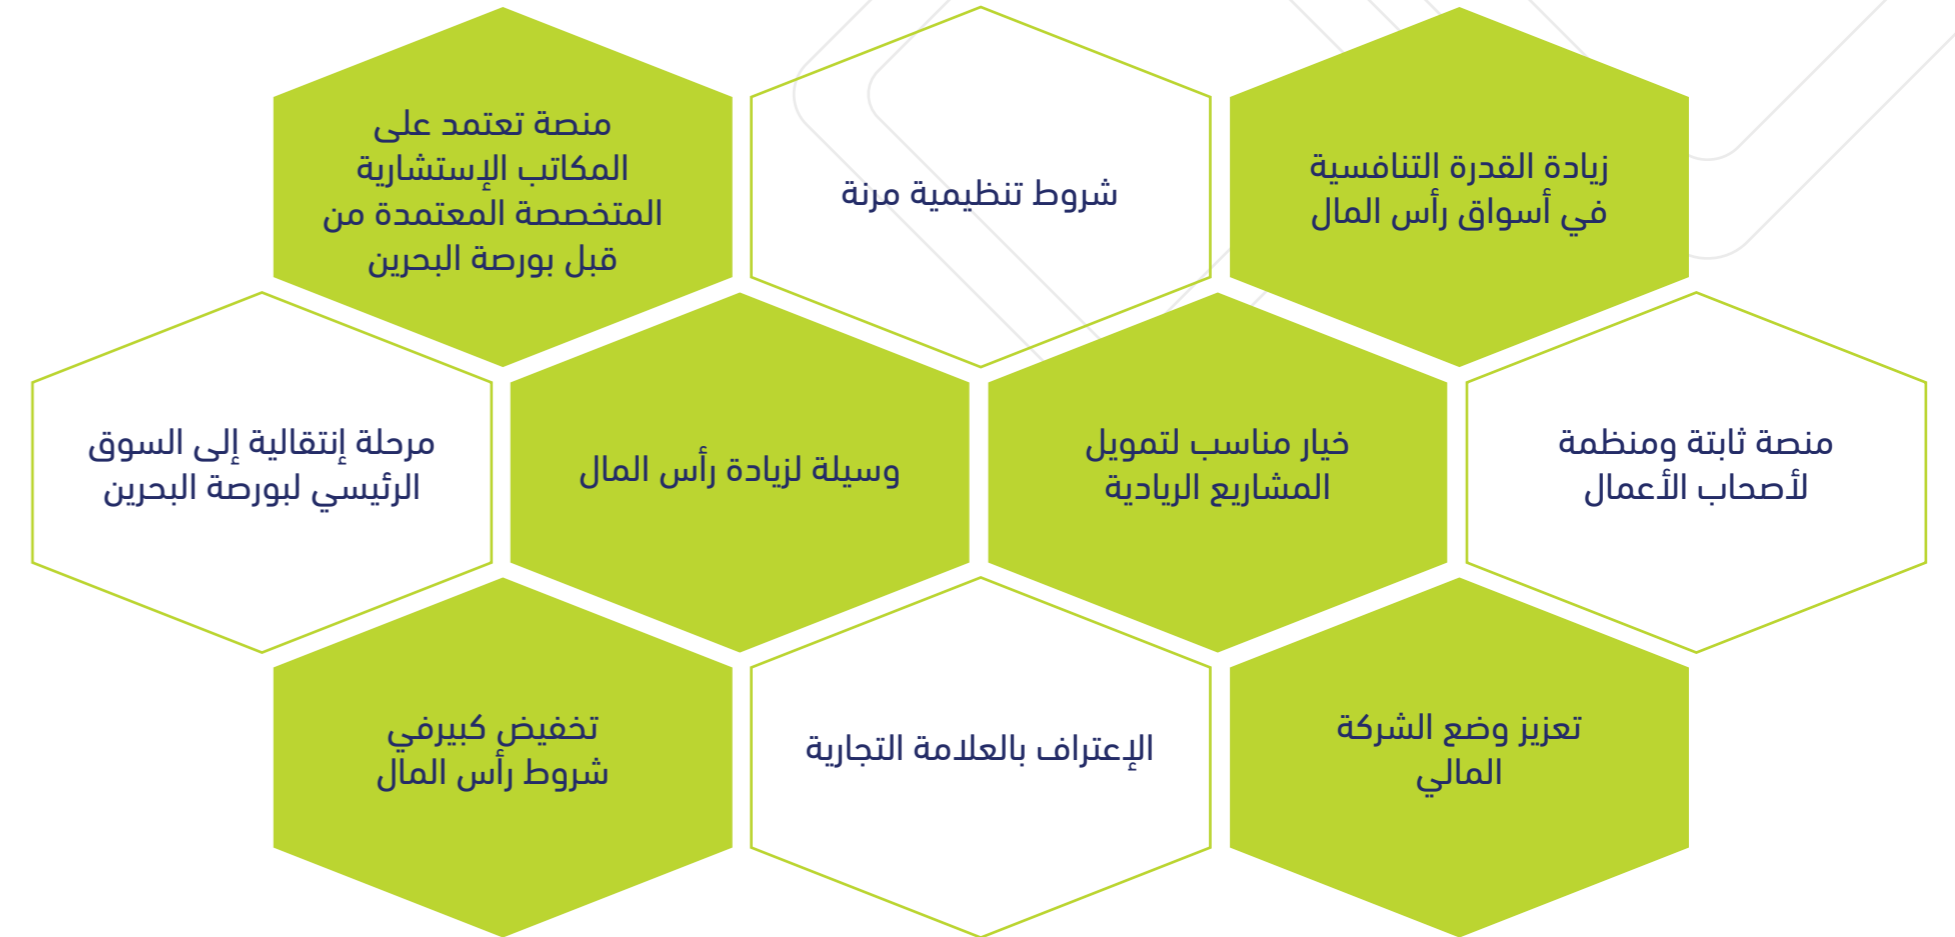 زيادة القدرة التنافسية
في أسواق رأس المال
شروط تنظيمية مرنة
منصة تعتمد على
المكاتب الإستشارية
المتخصصة المعتمدة من
قبل بورصة البحرين
منصة ثابتة ومنظمة
لأصحاب الأعمال
خيار مناسب لتمويل
المشاريع الريادية
وسيلة لزيادة رأس المال
مرحلة إنتقالية إلى السوق
الرئيسي لبورصة البحرين
تعزيز وضع الشركة
المالي
الإعتراف بالعلامة التجارية
تخفيض كبيرفي
شروط رأس المال